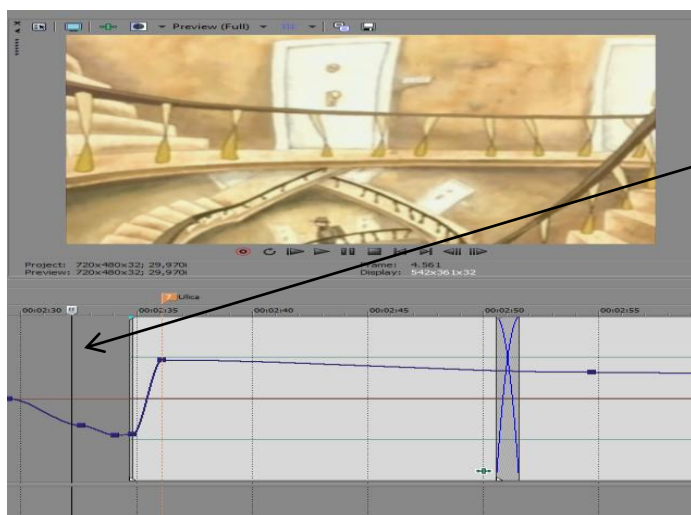 Preview (Full)
Project: 720x480x32; 29,970i
Frame: 4.561
Preview: 720x480x32; 29,970i
Display: 542x361x32
7 Ulica
00:02:30
00:02:35
00:02:40
00:02:45
00:02:50
00:02:55